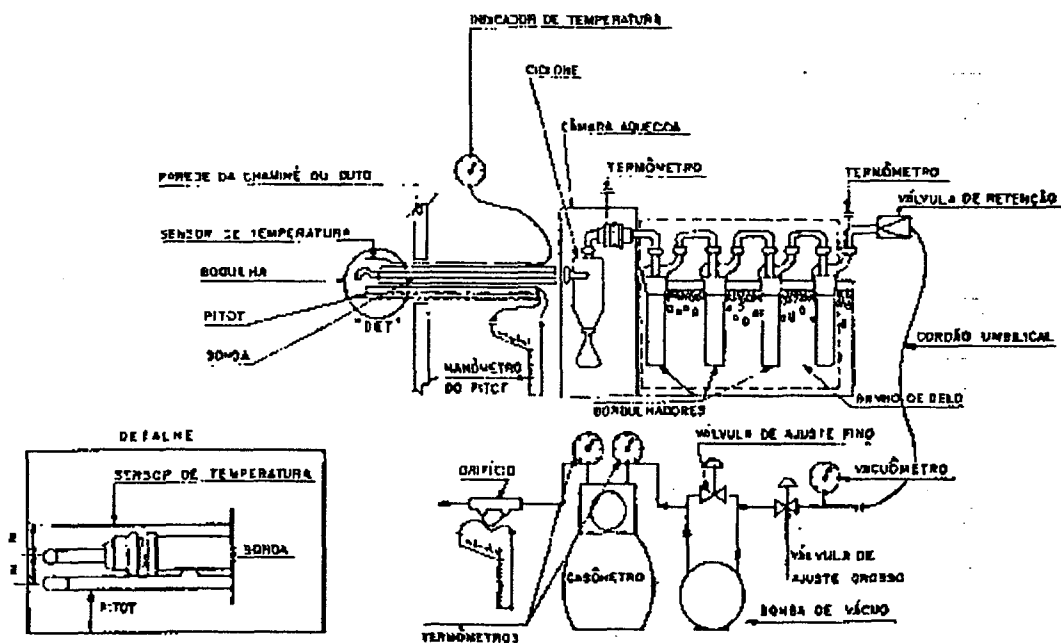 INDICADOR DE TEMPERATURA
CICLONE
CÂMARA AQUECDA
TERMÔMETRO
TERMÔMETRO
PAREDE DA CHAMINÉ OU DUTO
VÁLVULA DE RETENÇÃO
SENSOR DE TEMPERATURA
BOQUILHA
PITOT
"DET"
SONDA
MANÔMETRO
DO PITOT
CORDÃO UMBILICAL
BORBULHADORES
BANHO DE GELO
DETALHE
VÁLVULA DE AJUSTE FINO
SENSOR DE TEMPERATURA
ORIFÍCIO
VACUÔMETRO
SONDA
GASÔMETRO
VÁLVULA DE
AJUSTE GROSSO
PITOT
BOMBA DE VÁCUO
TERMÔMETROS